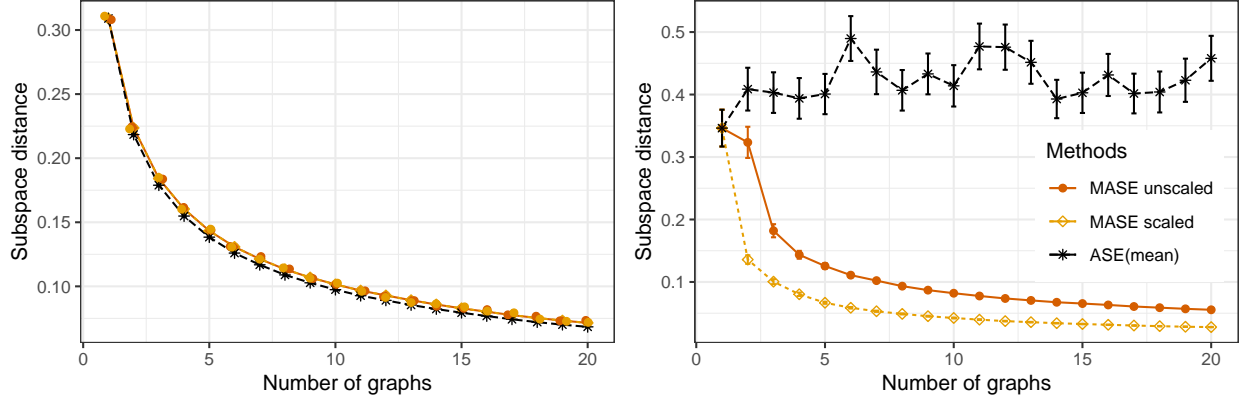 Subspace distance
0.30
0.25
0.20
0.15
0.10
0
5
10
15
20
Number of graphs
Subspace distance
0.5
0.4
0.3
0.2
0.1
0
5
10
15
20
Number of graphs
Methods
MASE unscaled
MASE scaled
ASE(mean)